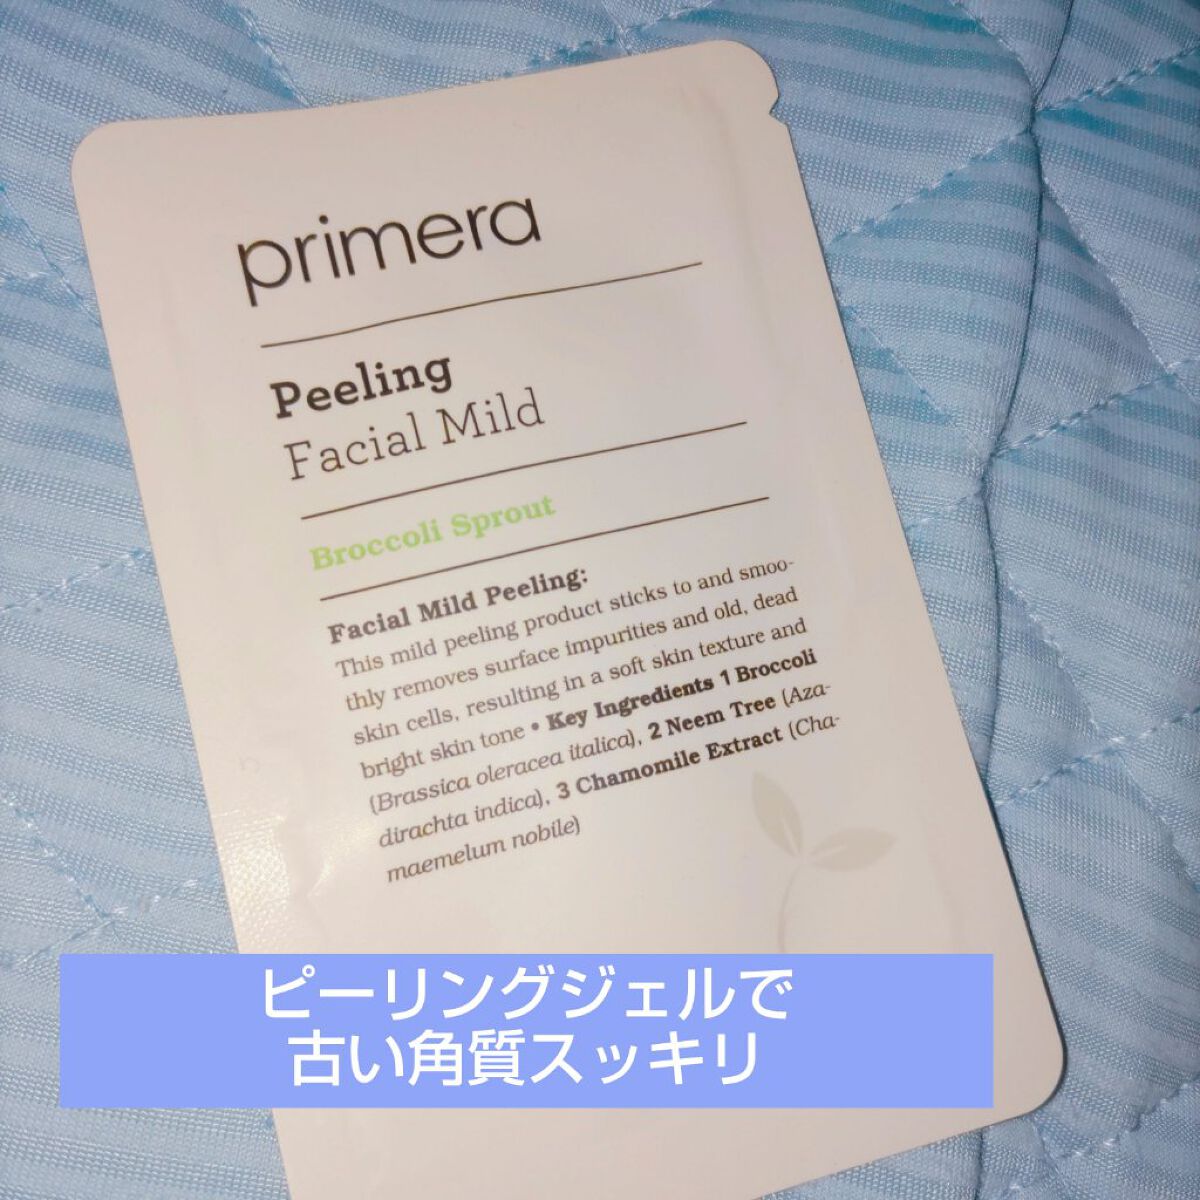 primera
Peeling
Facial Mild
Broccoli Sprout
Facial Mild Peeling:
This mild peeling product sticks to and smoo-
thly removes surface impurities and old, dead
skin cells, resulting in a soft skin texture and
bright skin tone • Key Ingredients 1 Broccoli
(Brassica oleracea italica), 2 Neem Tree (Aza-
dirachta indica), 3 Chamomile Extract (Cha-
maemelum nobile)
ピーリングジェルで
古い角質スッキリ